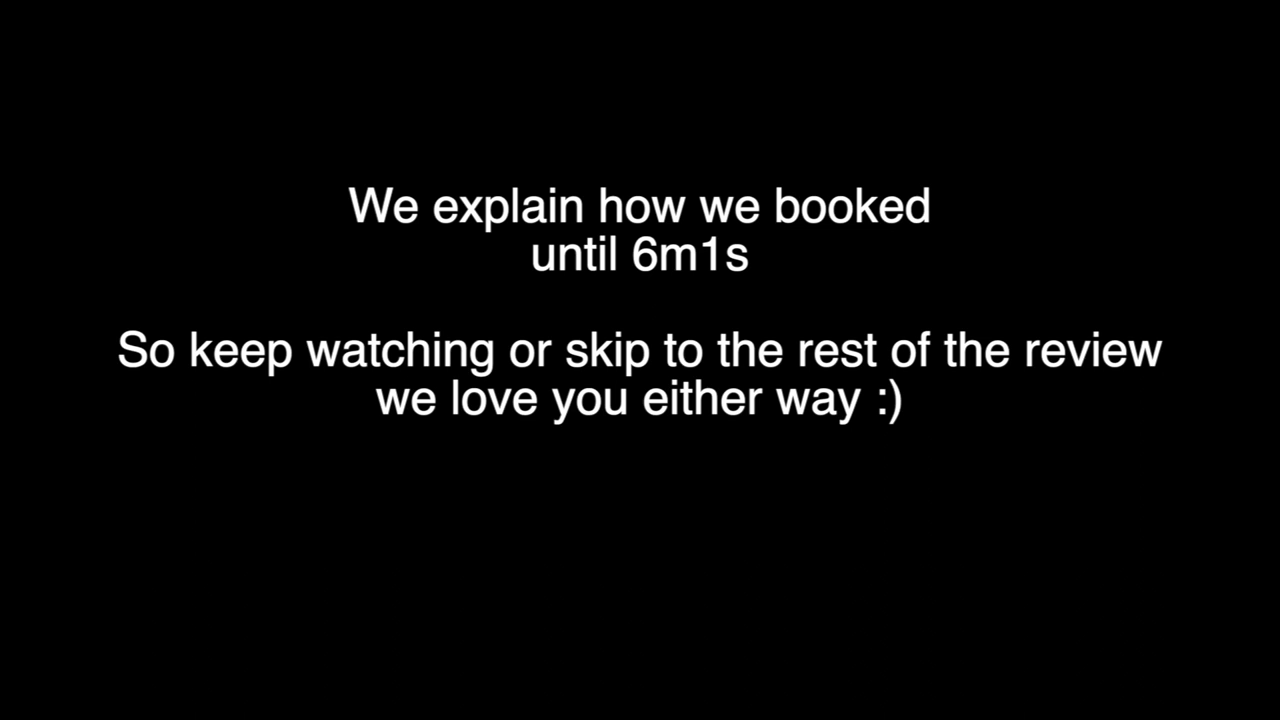 We explain how we booked
until 6m1s
So keep watching or skip to the rest of the review
we love you either way :)